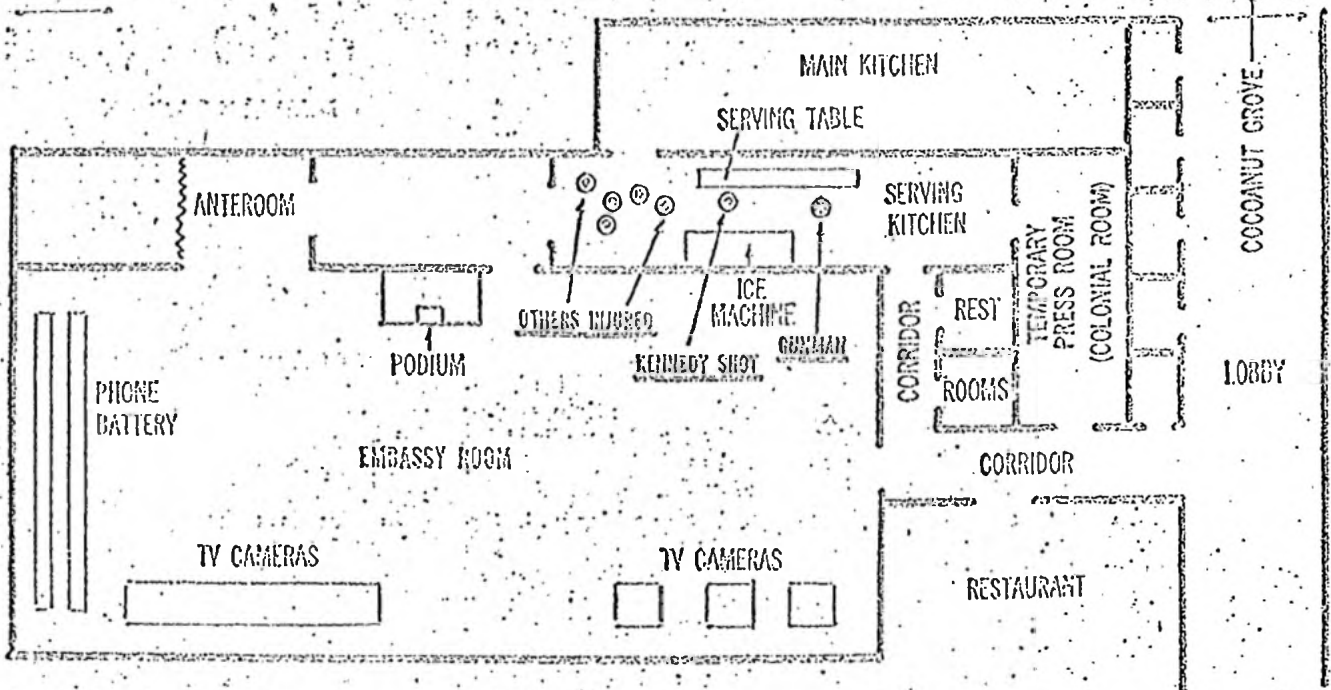 MAIN KITCHEN
SERVING TABLE
COCOANUT GROVE
ANTEROOM
SERVING
KITCHEN
TEMPORARY
PRESS ROOM
(COLONIAL ROOM)
OTHERS INJURED
ICE
MACHINE
KENNEDY SHOT
GUNMAN
CORRIDOR
REST
ROOMS
PODIUM
PHONE
BATTERY
LOBBY
EMBASSY ROOM
CORRIDOR
TV CAMERAS
TV CAMERAS
RESTAURANT